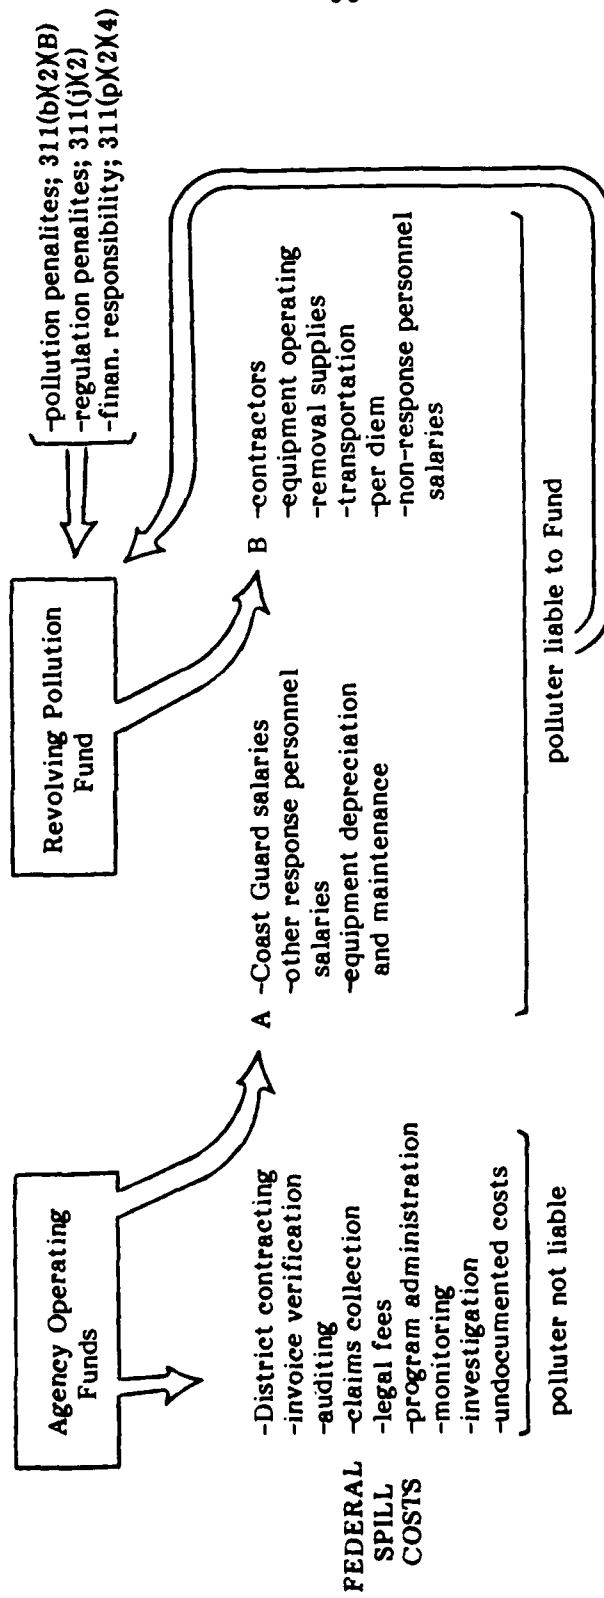 Agency Operating
Funds
Revolving Pollution
Fund
-pollution penalites; 311(b)(2)(B)
-regulation penalites; 311(j)(2)
-finan. responsibility; 311(p)(2)(4)
FEDERAL
SPILL
COSTS
-District contracting
-invoice verification
-auditing
-claims collection
-legal fees
-program administration
-monitoring
-investigation
-undocumented costs
polluter not liable
A -Coast Guard salaries
-other response personnel
salaries
-equipment depreciation
and maintenance
B -contractors
-equipment operating
-removal supplies
-transportation
-per diem
-non-response personnel
salaries
polluter liable to Fund